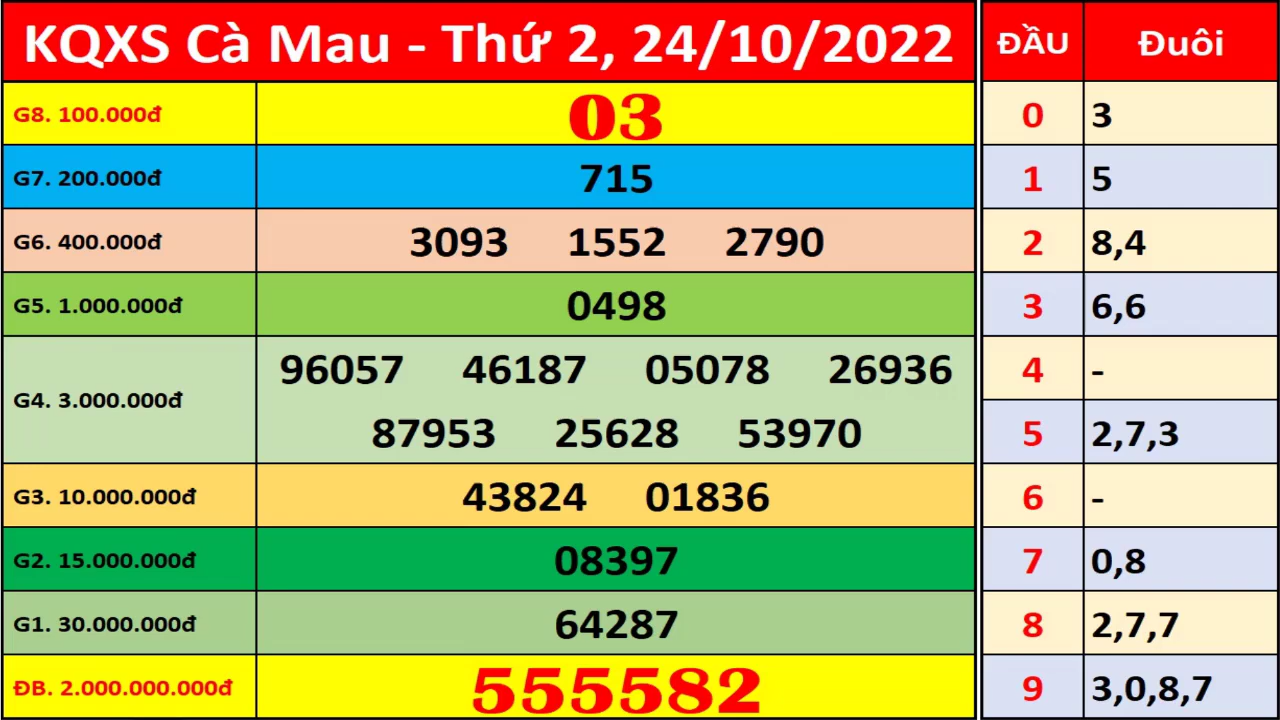 KQXS Cà Mau - Thứ 2, 24/10/2022 ĐẦU Đuôi
G8. 100.000đ 03 0 3
G7. 200.000đ 715 1 5
G6. 400.000đ 3093 1552 2790 2 8,4
G5. 1.000.000đ 0498 3 6,6
G4. 3.000.000đ 96057 46187 05078 26936 4 -
87953 25628 53970 5 2,7,3
G3. 10.000.000đ 43824 01836 6 -
G2. 15.000.000đ 08397 7 0,8
G1. 30.000.000đ 64287 8 2,7,7
ĐB. 2.000.000.000đ 555582 9 3,0,8,7